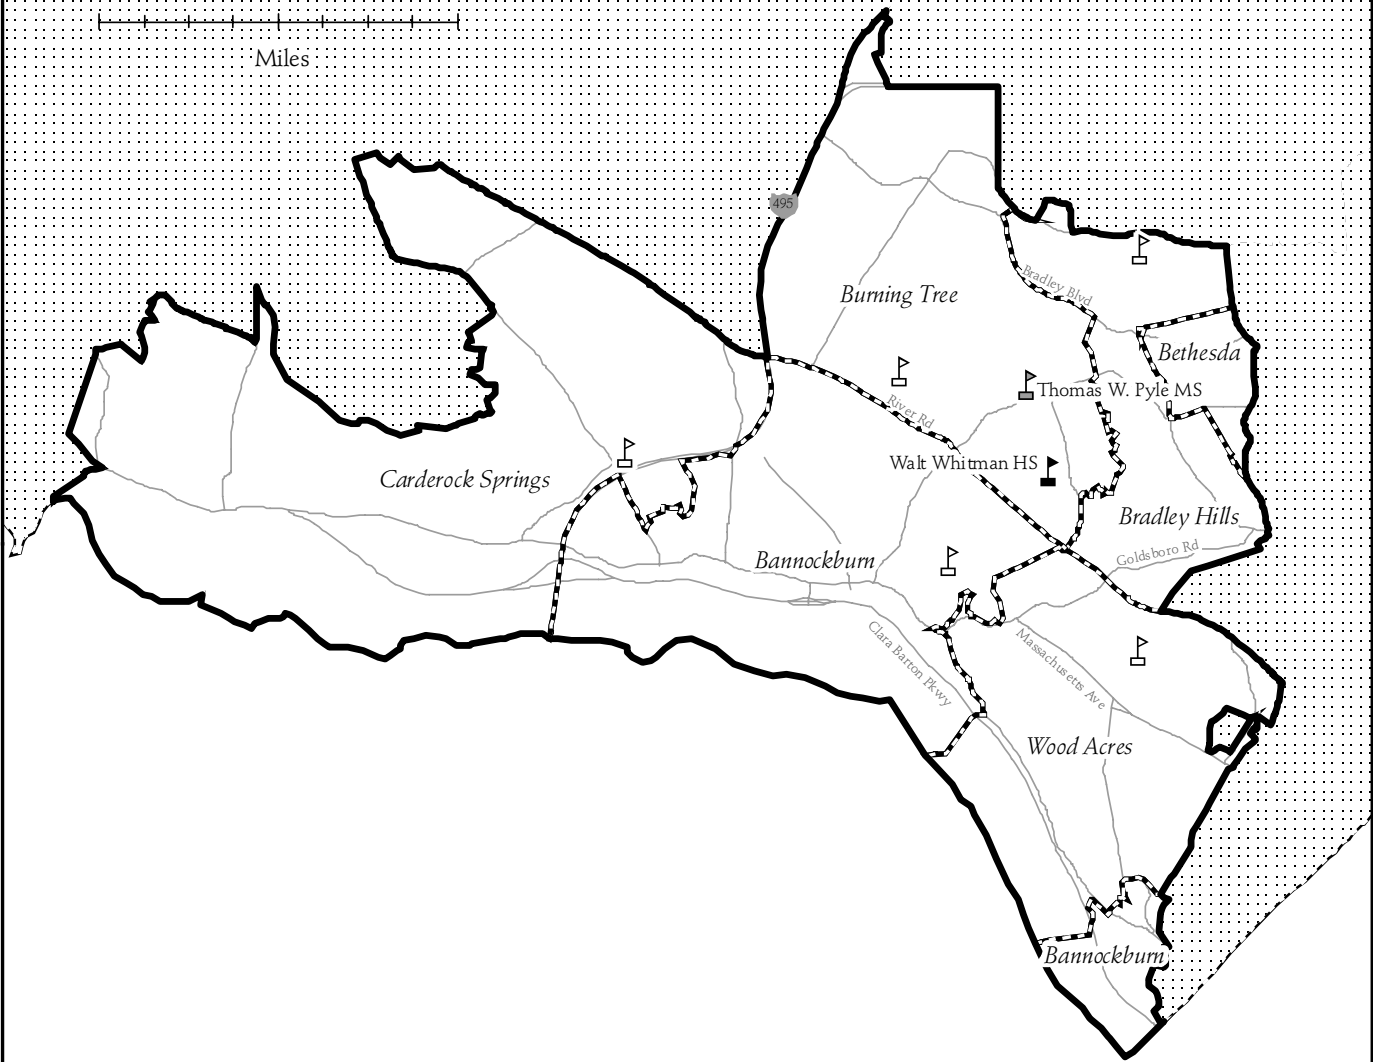 Miles
495
Bradley Blvd
Burning Tree
Bethesda
Thomas W. Pyle MS
River Rd
Walt Whitman HS
Carderock Springs
Bradley Hills
Bannockburn
Goldsboro Rd
Clara Barton Pkwy
Massachusetts Ave
Wood Acres
Bannockburn